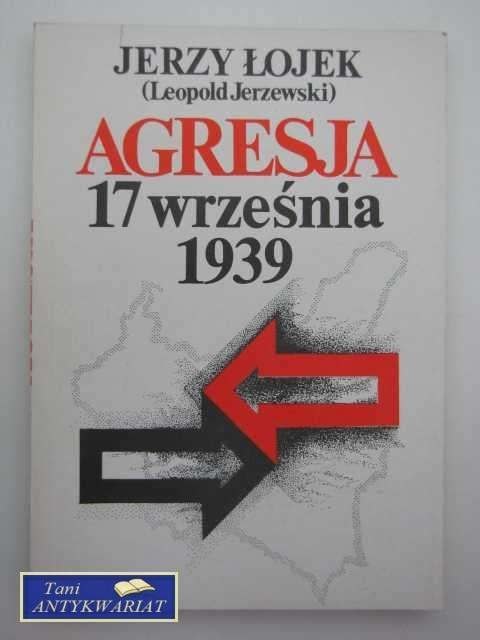 JERZY ŁOJEK
(Leopold Jerzewski)
AGRESJA
17 września
1939
Tani
ANTYKWARIAT